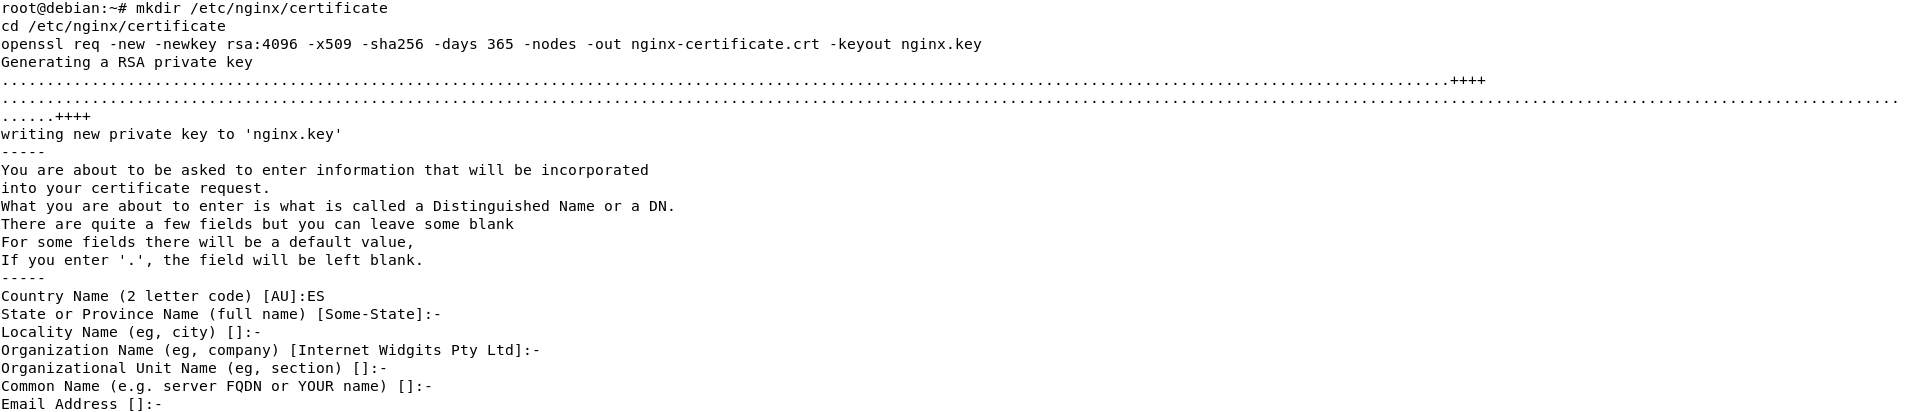 root@debian:~# mkdir /etc/nginx/certificate
cd /etc/nginx/certificate
openssl req -new -newkey rsa:4096 -x509 -sha256 -days 365 -nodes -out nginx-certificate.crt -keyout nginx.key
Generating a RSA private key
.................................................................................................................................................................++++
...................................................................................................................................................................................................................
......++++
writing new private key to 'nginx.key'
-----
You are about to be asked to enter information that will be incorporated
into your certificate request.
What you are about to enter is what is called a Distinguished Name or a DN.
There are quite a few fields but you can leave some blank
For some fields there will be a default value,
If you enter '.', the field will be left blank.
-----
Country Name (2 letter code) [AU]:ES
State or Province Name (full name) [Some-State]:-
Locality Name (eg, city) []:-
Organization Name (eg, company) [Internet Widgits Pty Ltd]:-
Organizational Unit Name (eg, section) []:-
Common Name (e.g. server FQDN or YOUR name) []:-
Email Address []:-